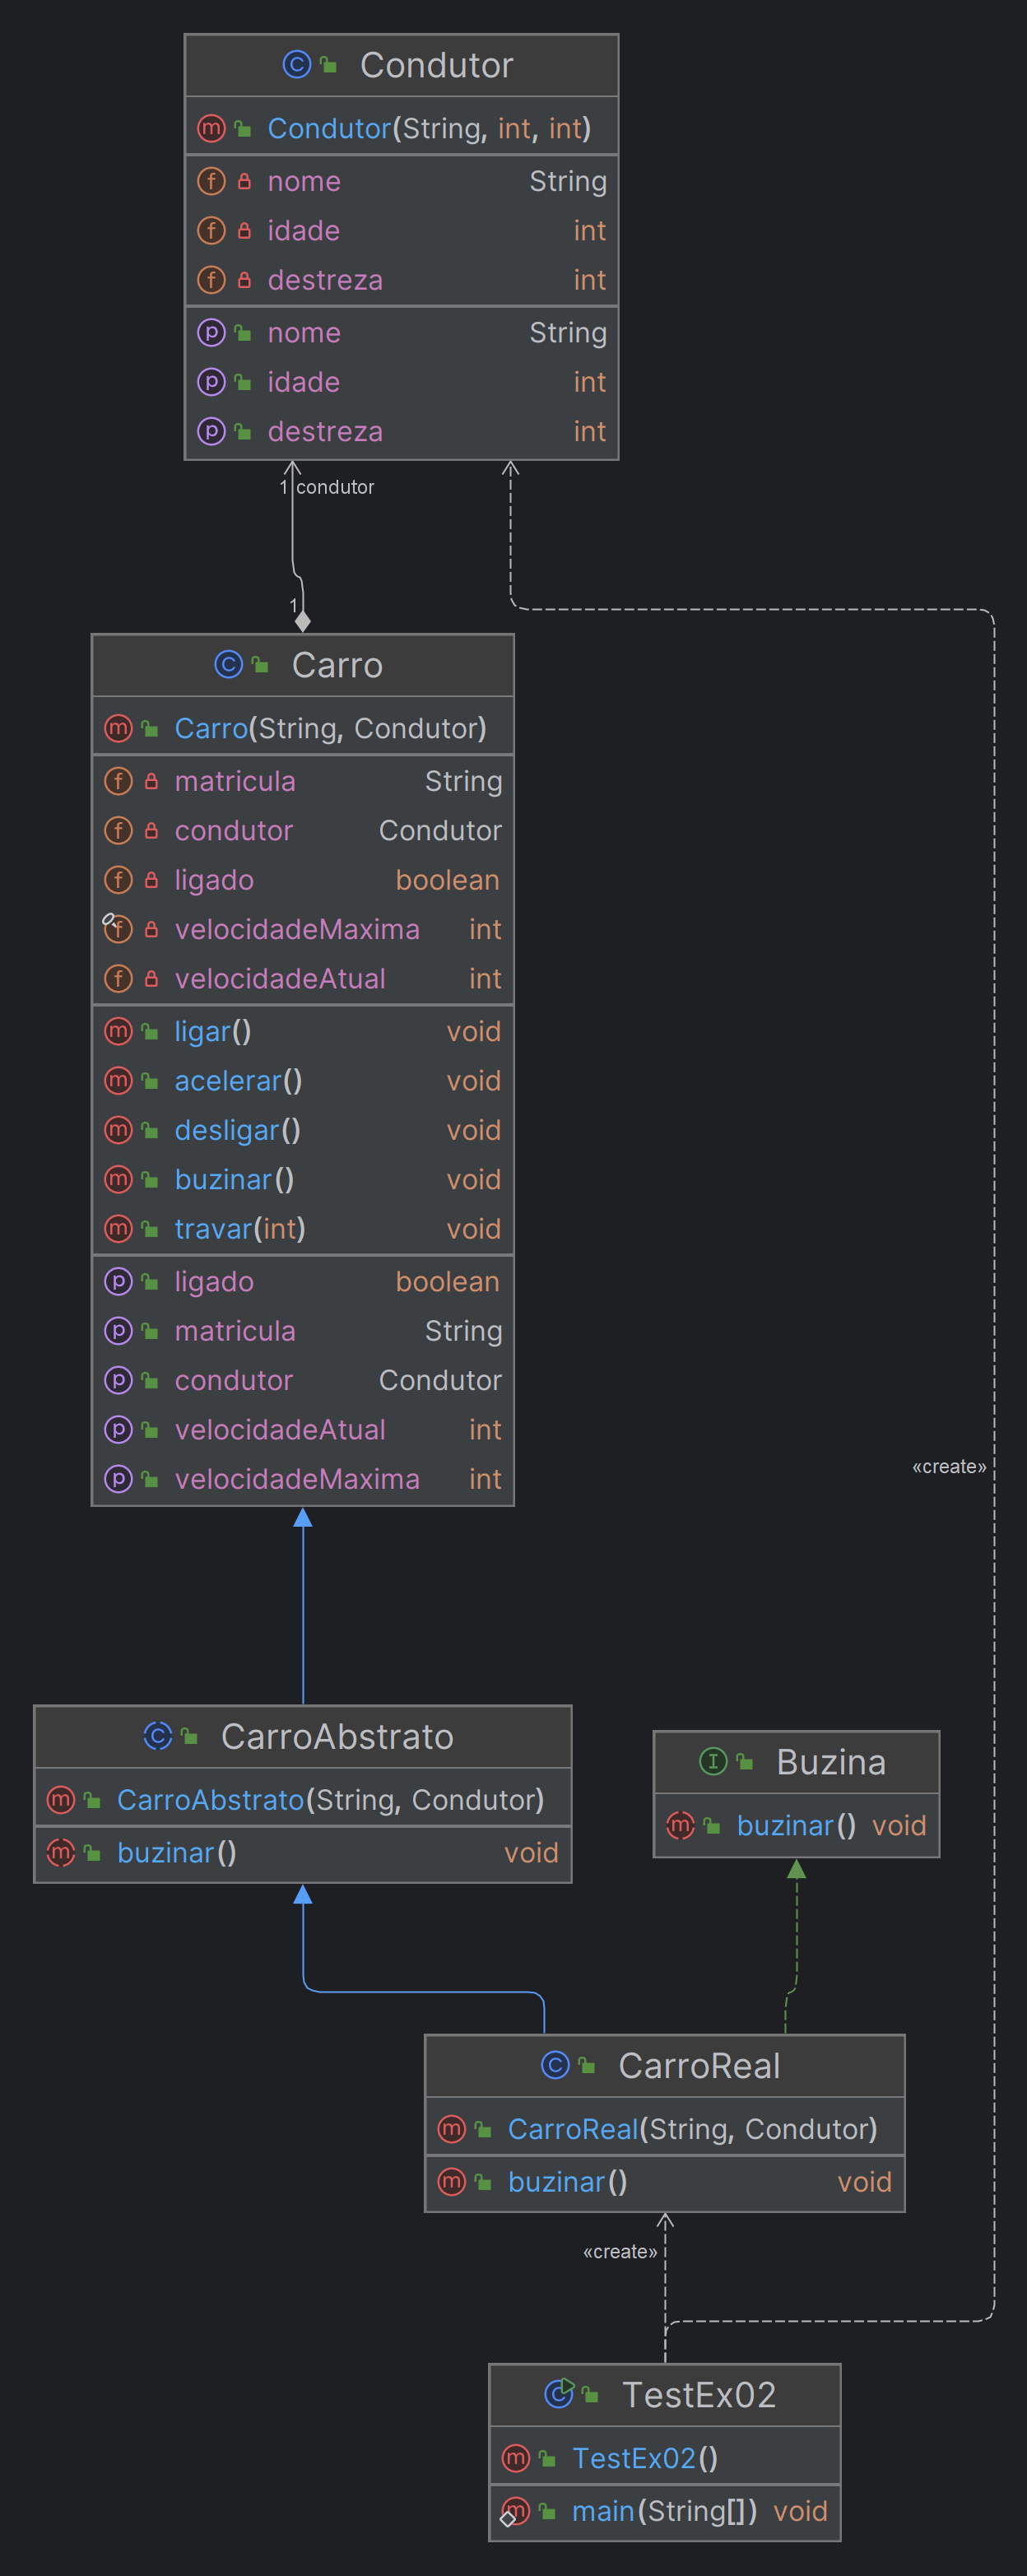 Condutor
Condutor(String, int, int)
nome String
idade int
destreza int
nome String
idade int
destreza int
1 condutor
1
Carro
Carro(String, Condutor)
matricula String
condutor Condutor
ligado boolean
velocidadeMaxima int
velocidadeAtual int
ligar() void
acelerar() void
desligar() void
buzinar() void
travar(int) void
ligado boolean
matricula String
condutor Condutor
velocidadeAtual int
velocidadeMaxima int
«create»
CarroAbstrato
CarroAbstrato(String, Condutor)
buzinar() void
Buzina
buzinar() void
CarroReal
CarroReal(String, Condutor)
buzinar() void
«create»
TestEx02
TestEx02()
main(String[]) void